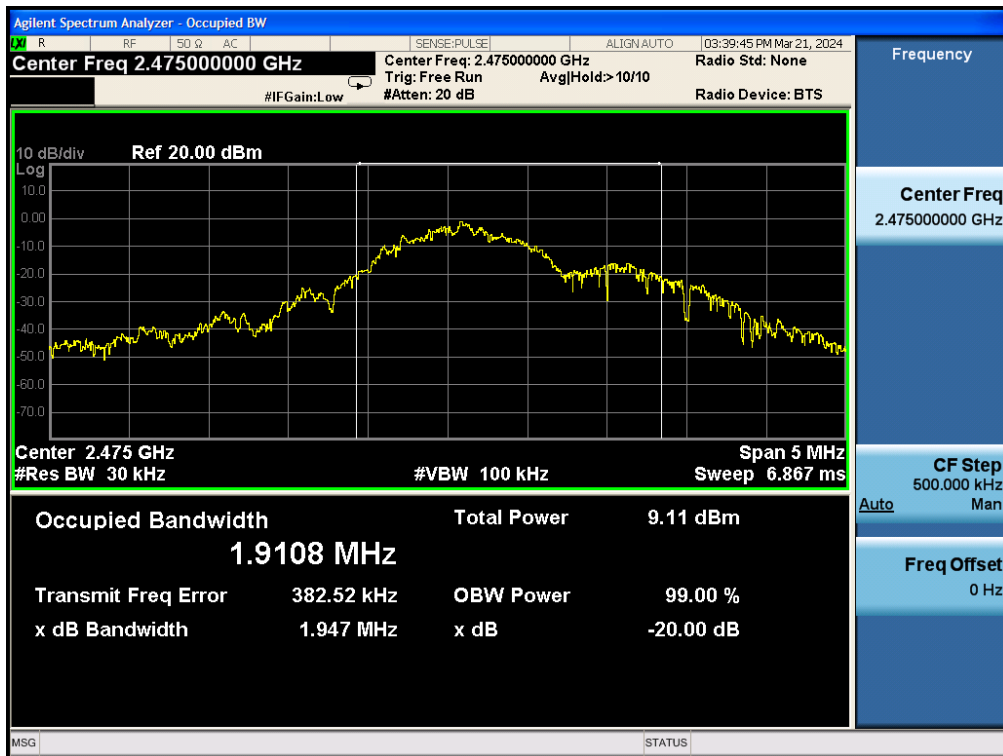 Agilent Spectrum Analyzer - Occupied BW
LXI R RF 50 Ω AC SENSE:PULSE ALIGN AUTO 03:39:45 PM Mar 21, 2024
Center Freq 2.475000000 GHz
Center Freq: 2.475000000 GHz Radio Std: None
Trig: Free Run Avg|Hold:> 10/10
#IFGain:Low #Atten: 20 dB Radio Device: BTS
10 dB/div Ref 20.00 dBm
Log
10.0
0.00
-10.0
-20.0
-30.0
-40.0
-50.0
-60.0
-70.0
Center 2.475 GHz Span 5 MHz
#Res BW 30 kHz #VBW 100 kHz Sweep 6.867 ms
Occupied Bandwidth Total Power 9.11 dBm
1.9108 MHz
Transmit Freq Error 382.52 kHz OBW Power 99.00 %
x dB Bandwidth 1.947 MHz x dB -20.00 dB
MSG STATUS
Frequency
Center Freq
2.475000000 GHz
CF Step
500.000 kHz
Auto Man
Freq Offset
0 Hz